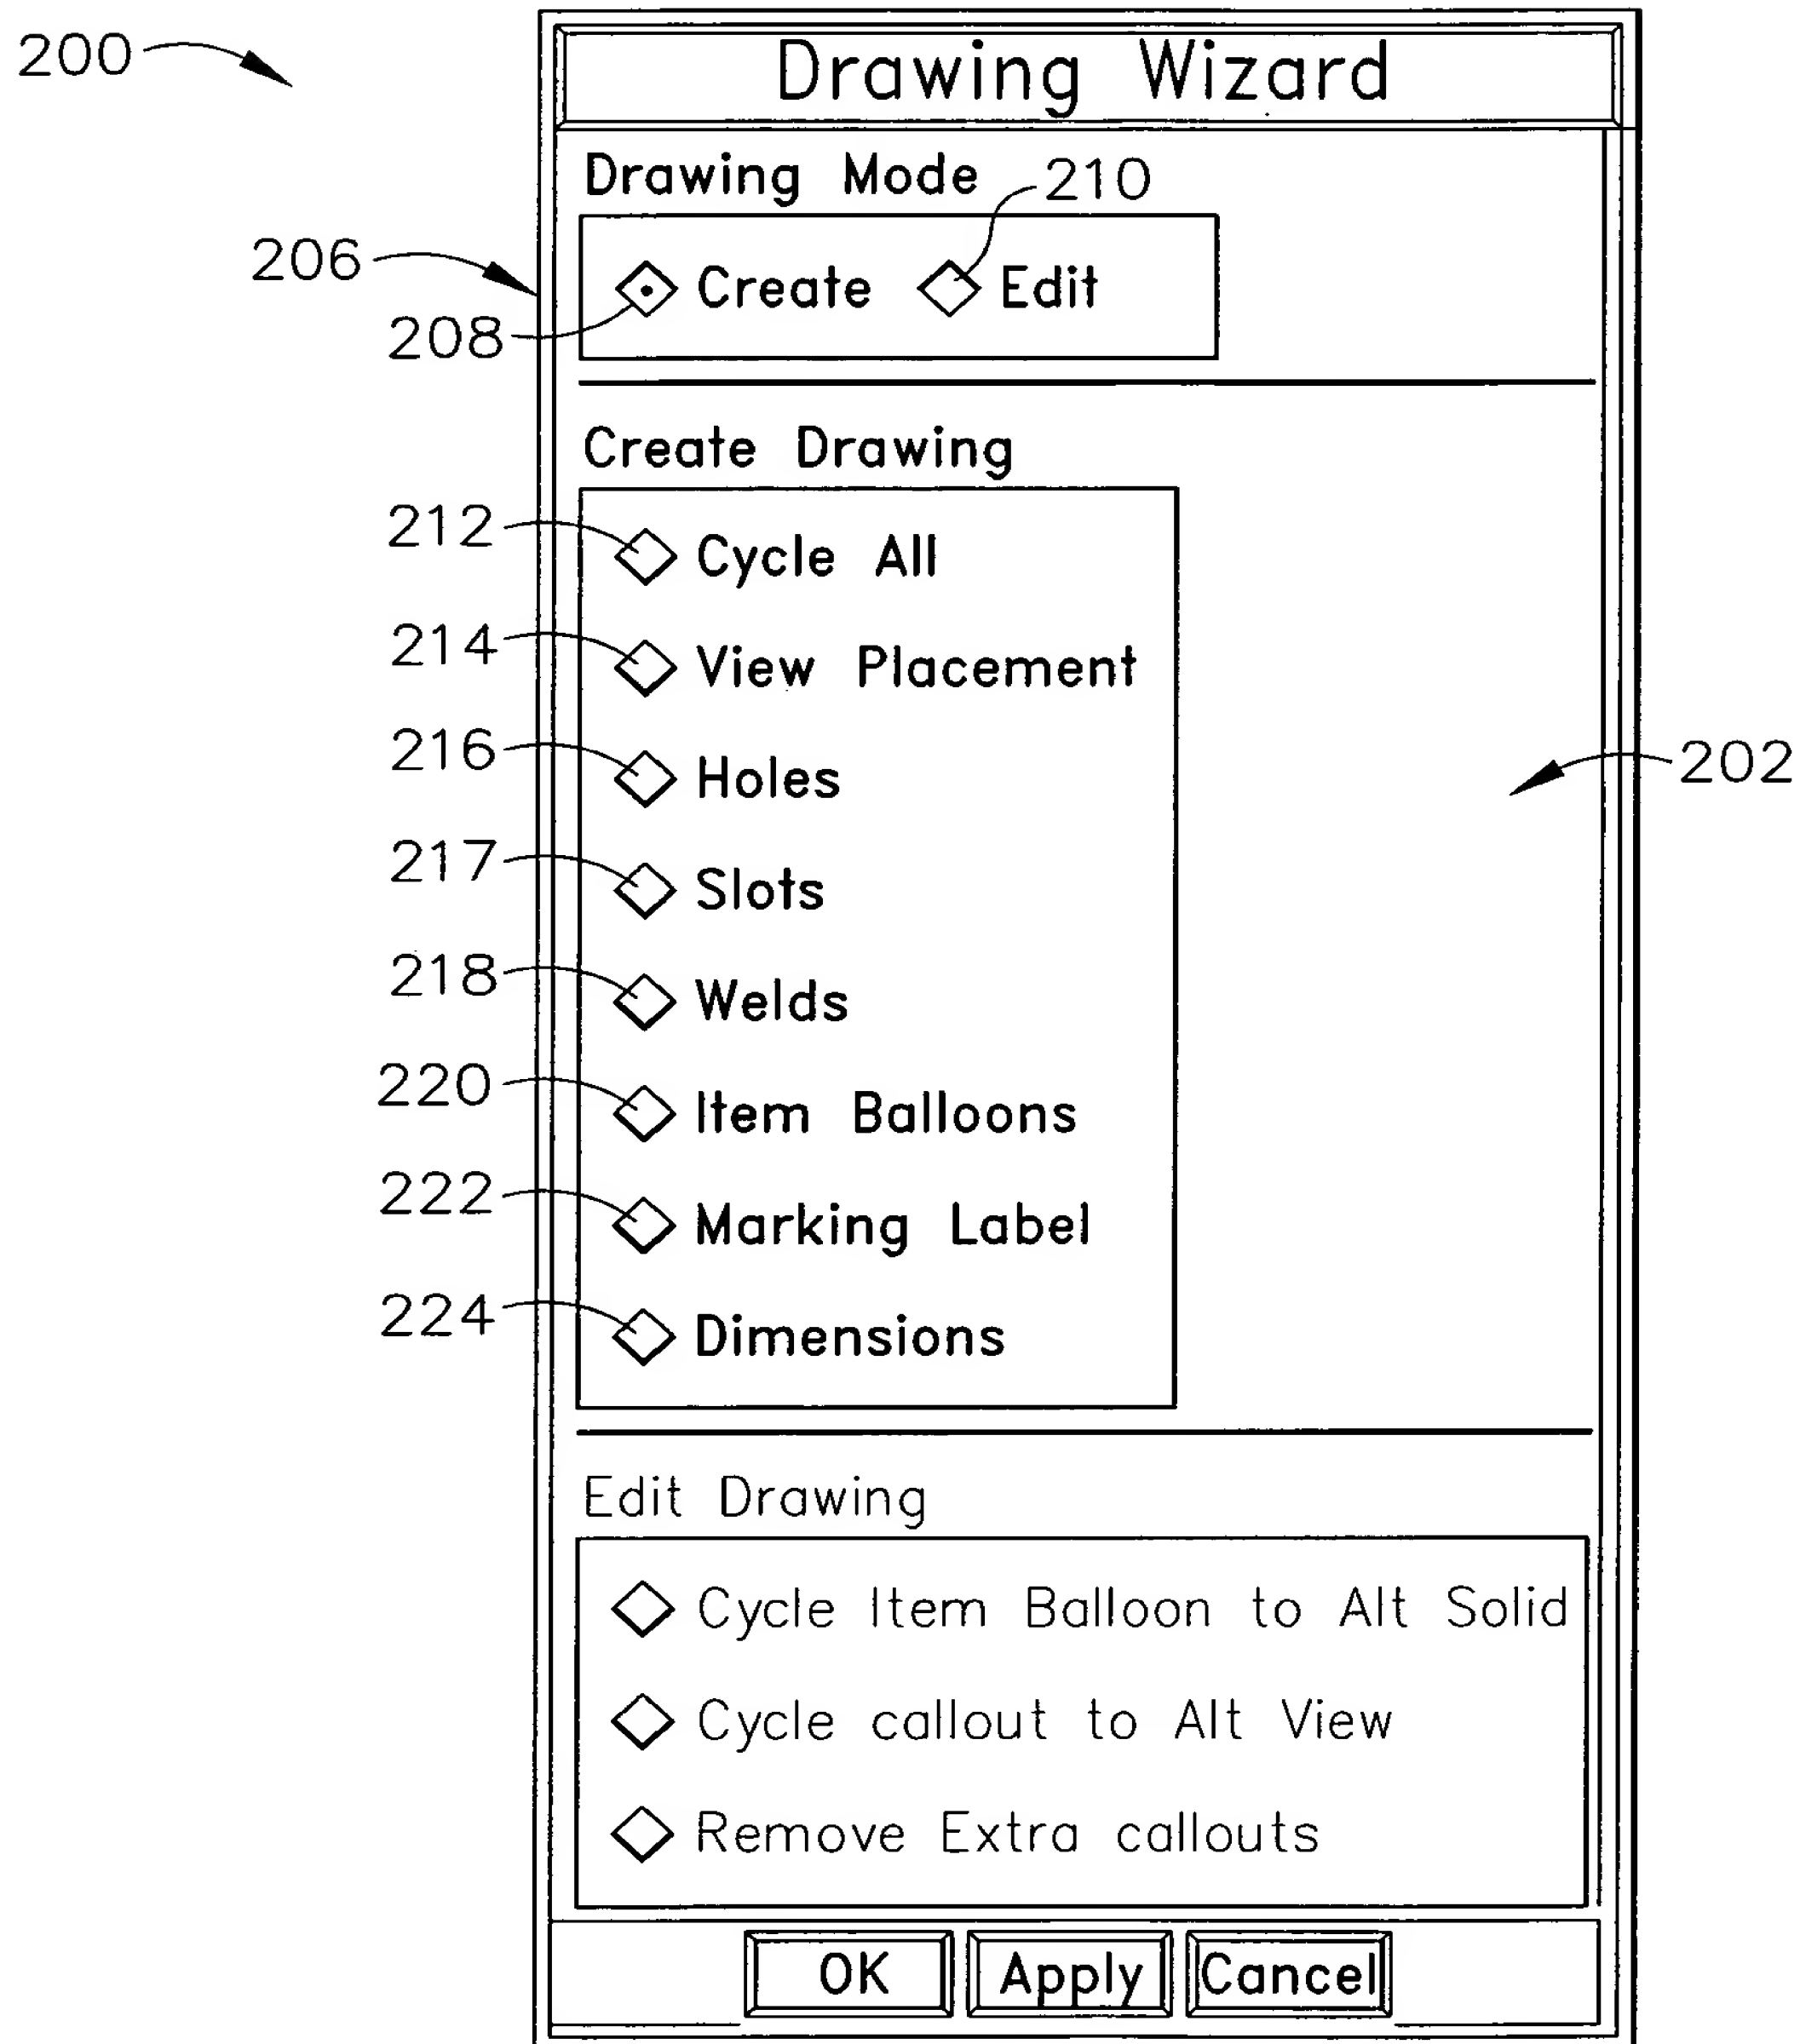 200
Drawing Wizard
Drawing Mode
210
206
Create Edit
208
Create Drawing
212 Cycle All
214 View Placement
216 Holes
202
217 Slots
218 Welds
220 Item Balloons
222 Marking Label
224 Dimensions
Edit Drawing
Cycle Item Balloon to Alt Solid
Cycle callout to Alt View
Remove Extra callouts
OK Apply Cancel